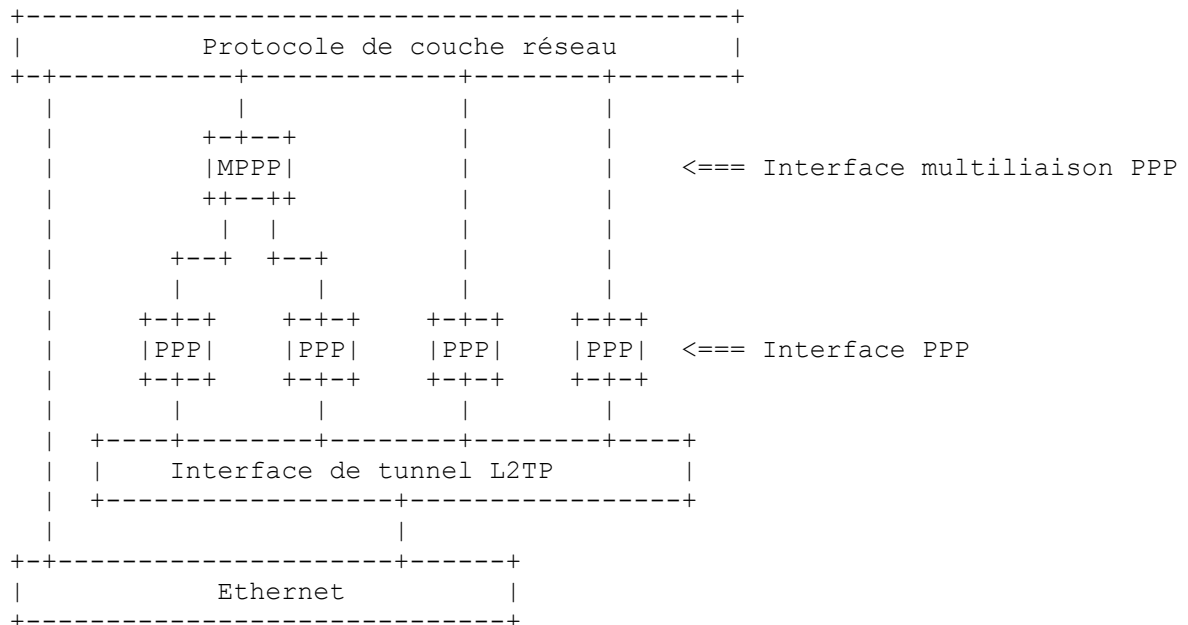 Protocole de couche réseau
MPPP
<=== Interface multiliaison PPP
PPP PPP PPP PPP <=== Interface PPP
Interface de tunnel L2TP
Ethernet